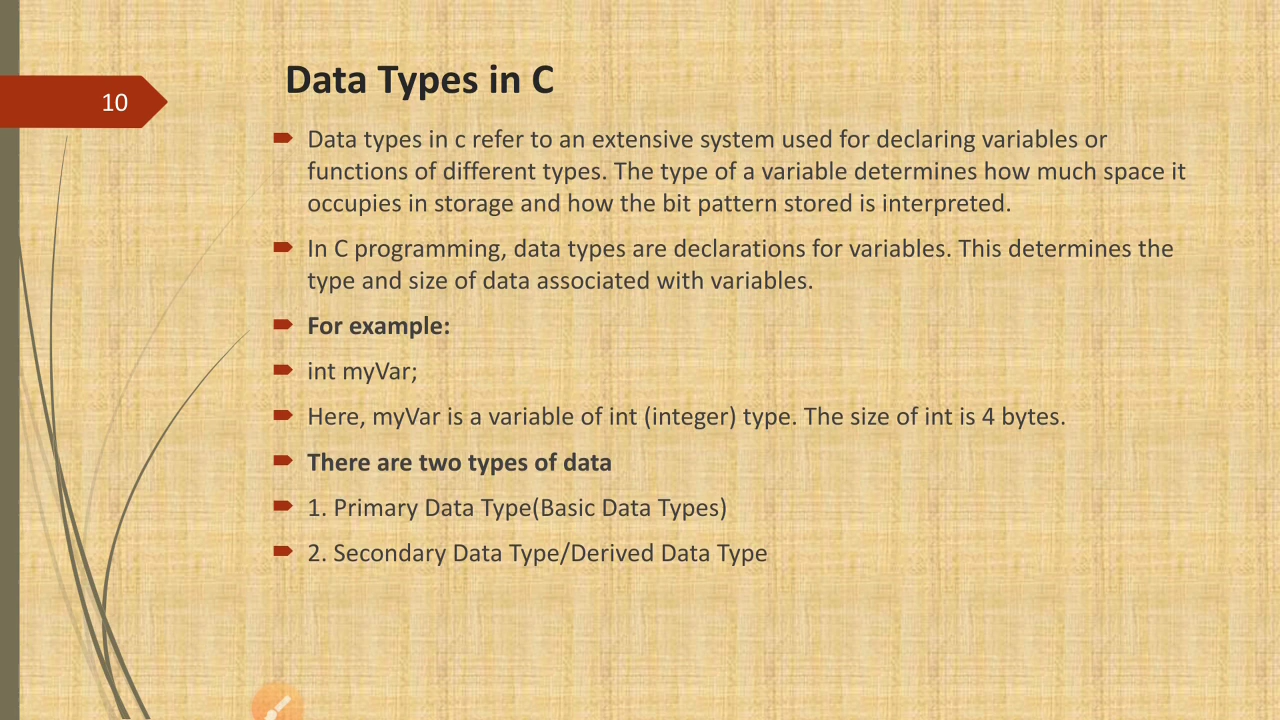 Data Types in C
10
Data types in c refer to an extensive system used for declaring variables or
functions of different types. The type of a variable determines how much space it
occupies in storage and how the bit pattern stored is interpreted.
In C programming, data types are declarations for variables. This determines the
type and size of data associated with variables.
For example:
int myVar;
Here, myVar is a variable of int (integer) type. The size of int is 4 bytes.
There are two types of data
1. Primary Data Type(Basic Data Types)
2. Secondary Data Type/Derived Data Type